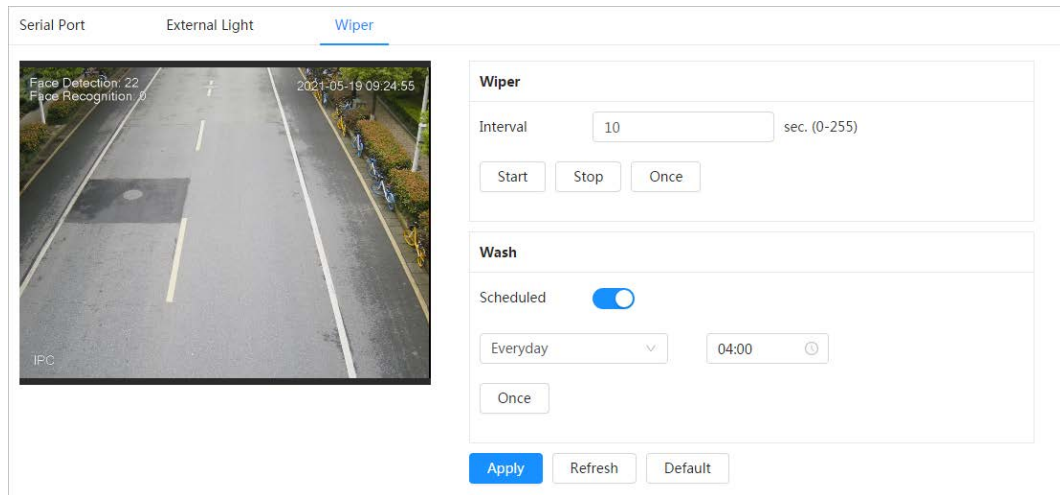 Serial Port External Light Wiper
Face Detection: 22
Face Recognition: 0
2021-05-19 09:24:55
IPC
Wiper
Interval 10 sec. (0-255)
Start Stop Once
Wash
Scheduled
Everyday 04:00
Once
Apply Refresh Default